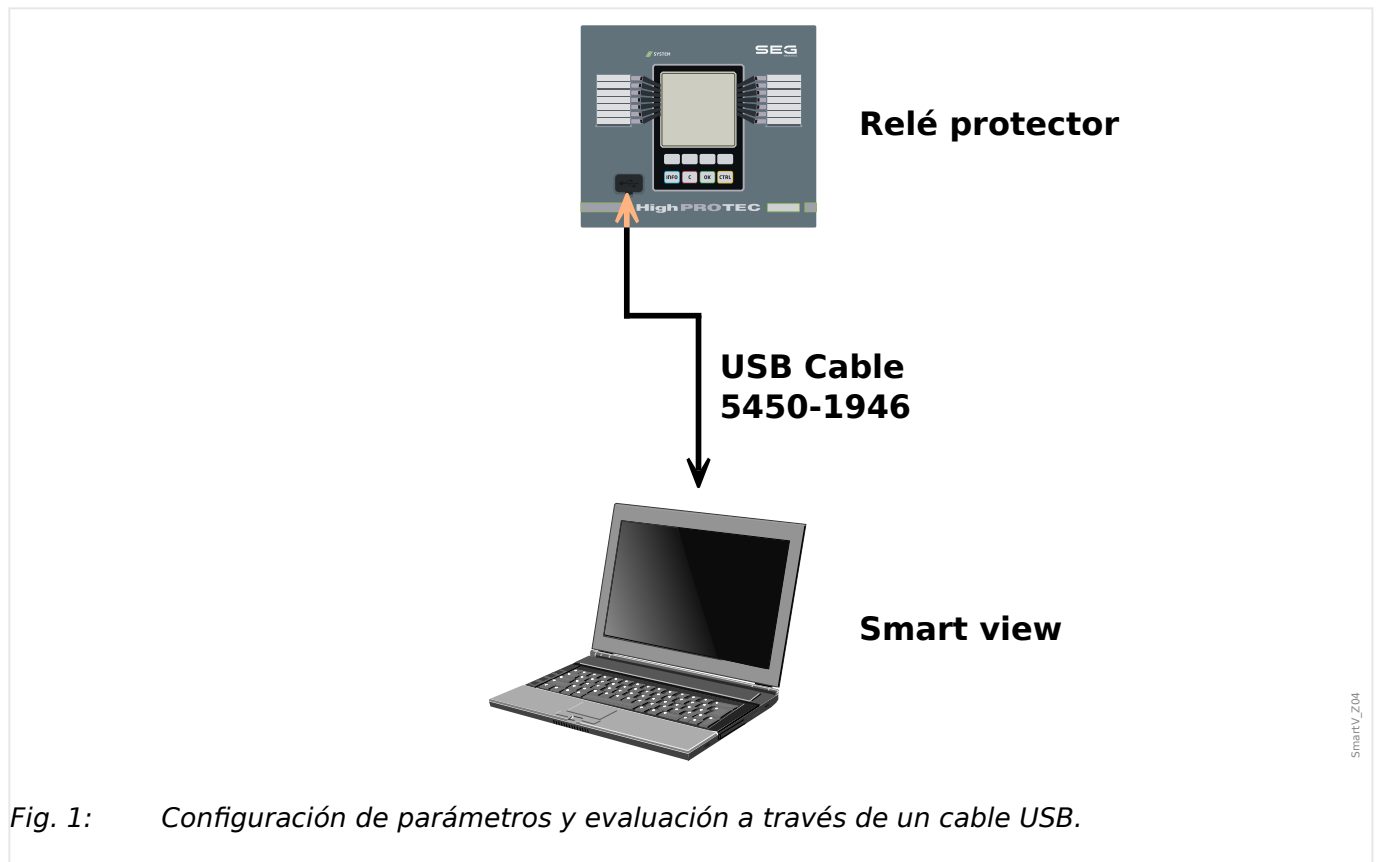 SYSTEM
SEG
Relé protector
INFO C OK CTRL
HighPROTEC
USB Cable
5450-1946
Smart view
SmartV_Z04
Fig. 1: Configuración de parámetros y evaluación a través de un cable USB.